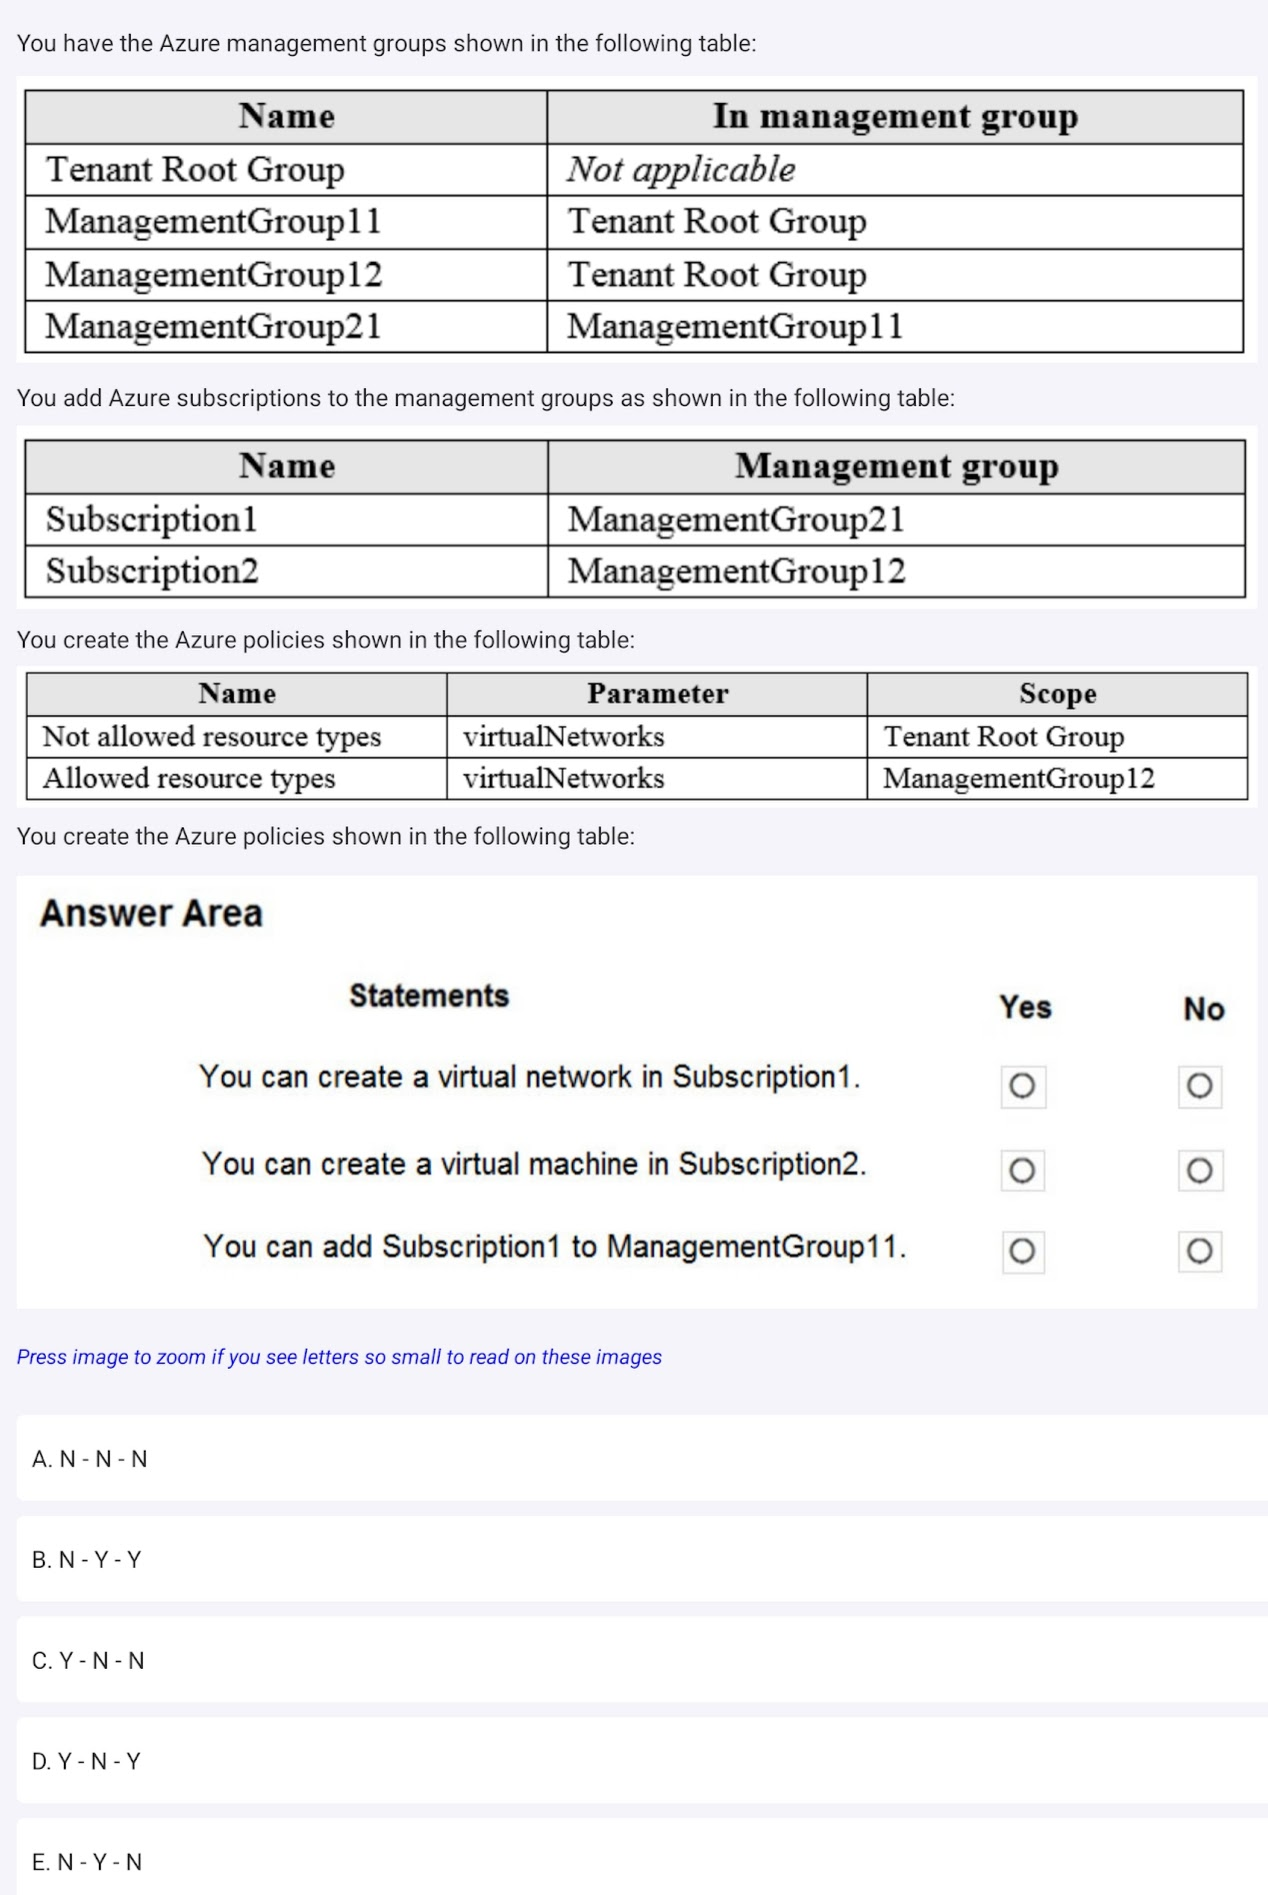 You have the Azure management groups shown in the following table:
Name In management group
Tenant Root Group Not applicable
ManagementGroup11 Tenant Root Group
ManagementGroup12 Tenant Root Group
ManagementGroup21 ManagementGroup11
You add Azure subscriptions to the management groups as shown in the following table:
Name Management group
Subscription1 ManagementGroup21
Subscription2 ManagementGroup12
You create the Azure policies shown in the following table:
Name Parameter Scope
Not allowed resource types virtualNetworks Tenant Root Group
Allowed resource types virtualNetworks ManagementGroup12
You create the Azure policies shown in the following table:
Answer Area
Statements Yes No
You can create a virtual network in Subscription1.
You can create a virtual machine in Subscription2.
You can add Subscription1 to ManagementGroup11.
Press image to zoom if you see letters so small to read on these images
A. N - N - N
B. N - Y - Y
C. Y - N - N
D. Y - N - Y
E. N - Y - N